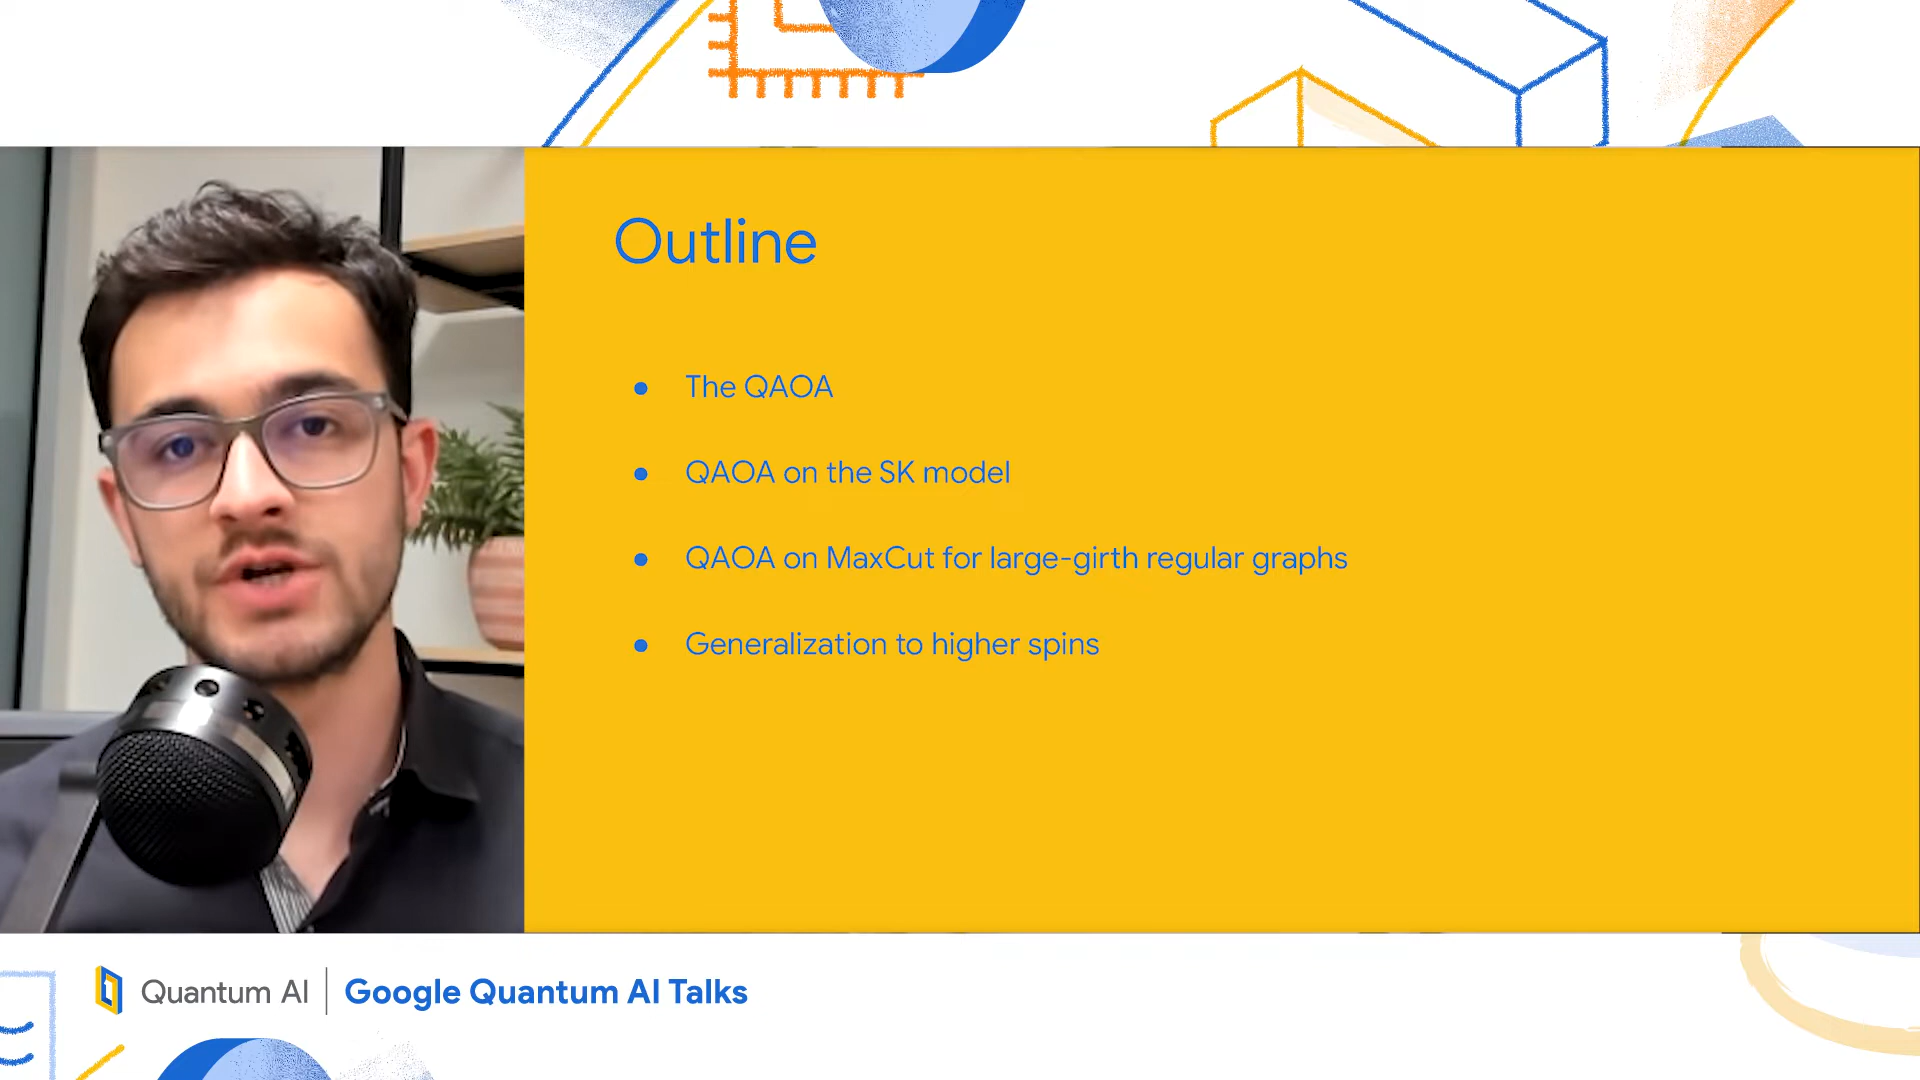 Outline
The QAOA
QAOA on the SK model
QAOA on MaxCut for large-girth regular graphs
Generalization to higher spins
Quantum AI
Google Quantum AI Talks